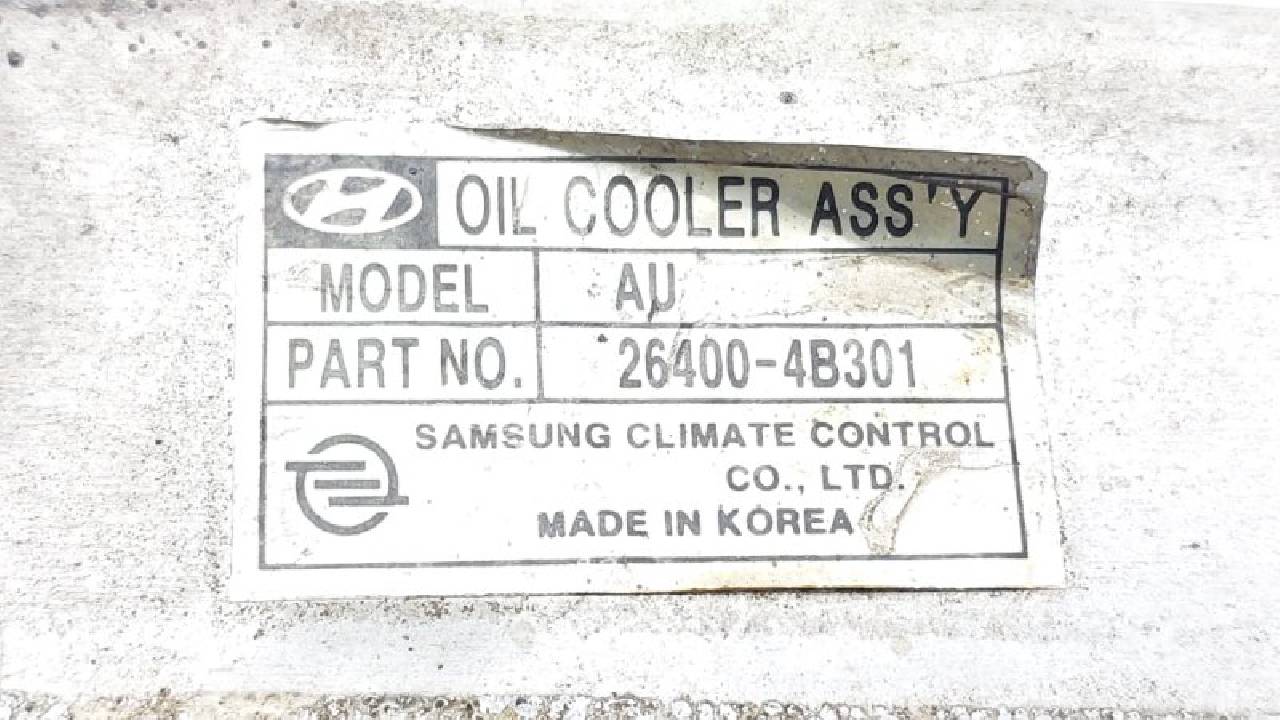 OIL COOLER ASS'Y
MODEL AU
PART NO. 26400-4B301
SAMSUNG CLIMATE CONTROL
CO., LTD.
MADE IN KOREA